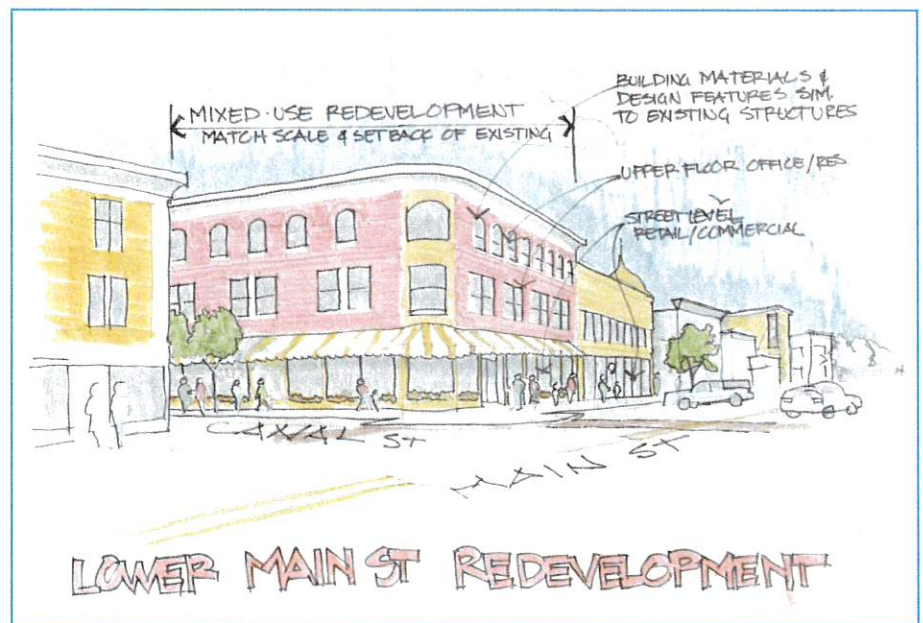 MIXED-USE REDEVELOPMENT
MATCH SCALE & SETBACK OF EXISTING
BUILDING MATERIALS &
DESIGN FEATURES SIM.
TO EXISTING STRUCTURES
UPPER FLOOR OFFICE/RES
STREET LEVEL
RETAIL/COMMERCIAL
CANAL ST
MAIN ST
LOWER MAIN ST REDEVELOPMENT